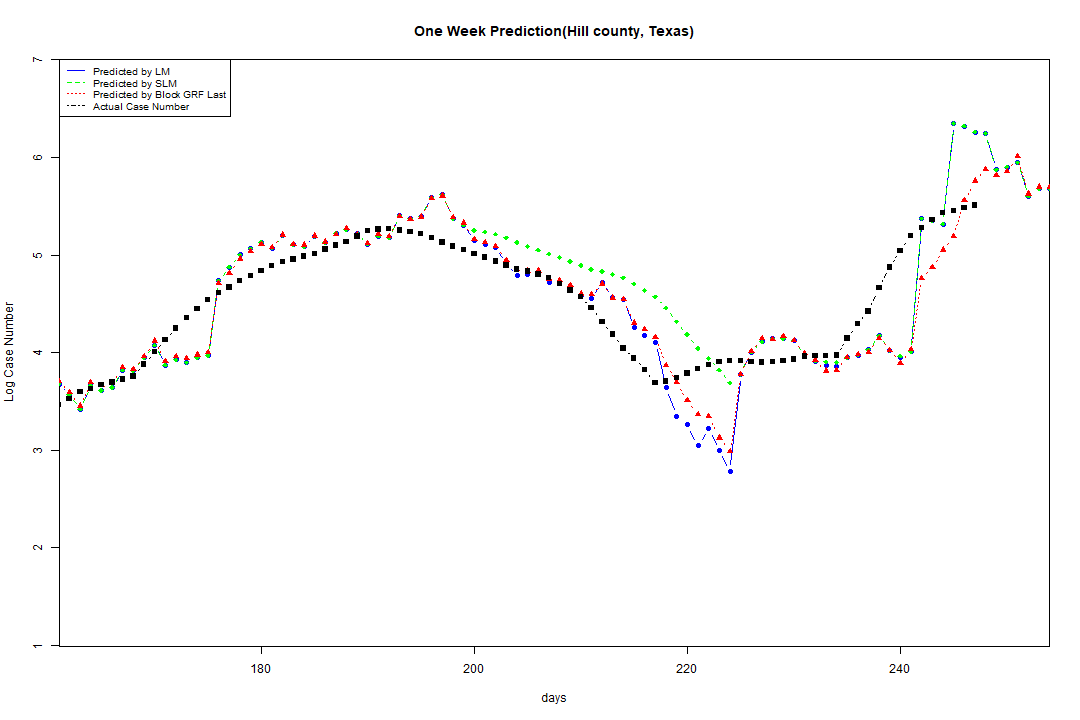 One Week Prediction(Hill county, Texas)
Predicted by LM
Predicted by SLM
Predicted by Block GRF Last
Actual Case Number
Log Case Number
7
6
5
4
3
2
1
180 200 220 240
days